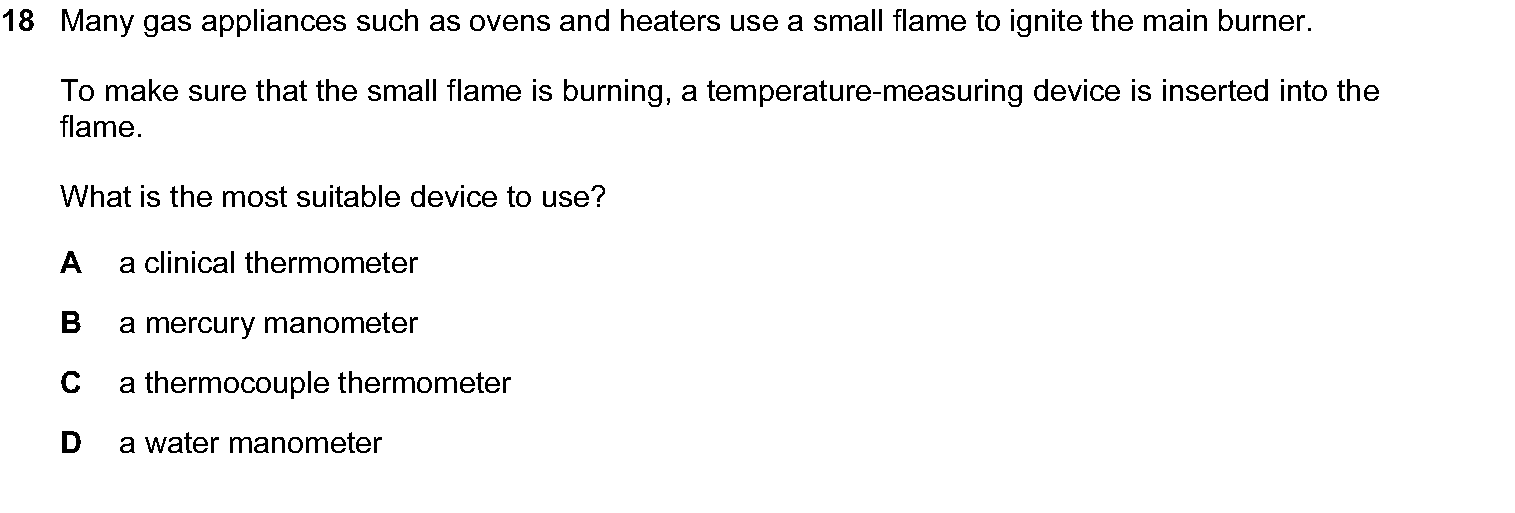 18 Many gas appliances such as ovens and heaters use a small flame to ignite the main burner.
To make sure that the small flame is burning, a temperature-measuring device is inserted into the
flame.
What is the most suitable device to use?
A a clinical thermometer
B a mercury manometer
C a thermocouple thermometer
D a water manometer